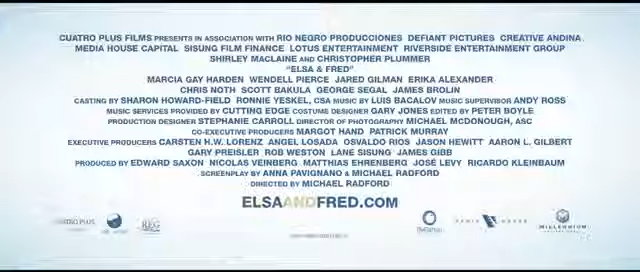 CUATRO PLUS FILMS PRESENTS IN ASSOCIATION WITH RIO NEGRO PRODUCCIONES DEFIANT PICTURES CREATIVE ANDINA
MEDIA HOUSE CAPITAL SISUNG FILM FINANCE LOTUS ENTERTAINMENT RIVERSIDE ENTERTAINMENT GROUP
SHIRLEY MACLAINE AND CHRISTOPHER PLUMMER
"ELSA & FRED"
MARCIA GAY HARDEN WENDELL PIERCE JARED GILMAN ERIKA ALEXANDER
CHRIS NOTH SCOTT BAKULA GEORGE SEGAL JAMES BROLIN
CASTING BY SHARON HOWARD-FIELD RONNIE YESKEL, CSA MUSIC BY LUIS BACALOV MUSIC SUPERVISOR ANDY ROSS
MUSIC SERVICES PROVIDED BY CUTTING EDGE COSTUME DESIGNER GARY JONES EDITED BY PETER BOYLE
PRODUCTION DESIGNER STEPHANIE CARROLL DIRECTOR OF PHOTOGRAPHY MICHAEL MCDONOUGH, ASC
CO-EXECUTIVE PRODUCERS MARGOT HAND PATRICK MURRAY
EXECUTIVE PRODUCERS CARSTEN H.W. LORENZ ANGEL LOSADA OSVALDO RIOS JASON HEWITT AARON L. GILBERT
GARY PREISLER ROB WESTON LANE SISUNG JAMES GIBB
PRODUCED BY EDWARD SAXON NICOLAS VEINBERG MATTHIAS EHRENBERG JOSÉ LEVY RICARDO KLEINBAUM
SCREENPLAY BY ANNA PAVIGNANO & MICHAEL RADFORD
DIRECTED BY MICHAEL RADFORD
ELSAANDFRED.COM
REG
MILLENNIUM